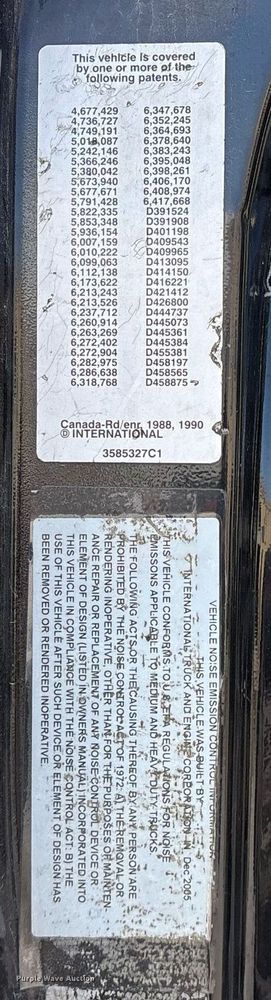 This vehicle is covered
by one or more of the
following patents.
4,677,429 6,347,678
4,736,727 6,352,245
4,749,191 6,364,693
5,018,087 6,378,640
5,242,146 6,383,243
5,366,246 6,395,048
5,380,042 6,398,261
5,673,940 6,406,170
5,677,671 6,408,974
5,791,428 6,417,668
5,822,335 D391524
5,853,348 D391908
5,936,154 D401198
6,007,159 D409543
6,010,222 D409965
6,099,063 D413095
6,112,138 D414150
6,173,622 D416221
6,213,243 D421412
6,213,526 D426800
6,237,712 D444737
6,260,914 D445073
6,263,269 D445361
6,272,402 D445384
6,272,904 D455381
6,282,975 D458197
6,286,638 D458565
6,318,768 D458875
Canada-Rd/enr. 1988, 1990
© INTERNATIONAL
3585327C1
VEHICLE NOISE EMISSION CONTROL INFORMATION
THIS VEHICLE WAS BUILT BY
INTERNATIONAL TRUCK AND ENGINE CORPORATION IN Dec 2005
THIS VEHICLE CONFORMS TO U.S. EPA REGULATIONS FOR NOISE
EMISSONS APPLICABLE TO MEDIUM AND HEAVY DUTY TRUCKS
THE FOLLOWING ACTS OR THE CAUSING THEREOF BY ANY PERSON ARE
PROHIBITED BY THE NOISE CONTROL ACT OF 1972: A) THE REMOVAL OR
RENDERING INOPERATIVE, OTHER THAN FOR THE PURPOSES OF MAINTEN-
ANCE REPAIR OR REPLACEMENT OF ANY NOISE CONTROL DEVICE OR
ELEMENT OF DESIGN (LISTED IN OWNERS MANUAL) INCORPORATED INTO
THIS VEHICLE IN COMPLIANCE WITH THE NOISE CONTROL ACT: B) THE
USE OF THIS VEHICLE AFTER SUCH DEVICE OR ELEMENT OF DESIGN HAS
BEEN REMOVED OR RENDERED INOPERATIVE.
Purple Wave Auction